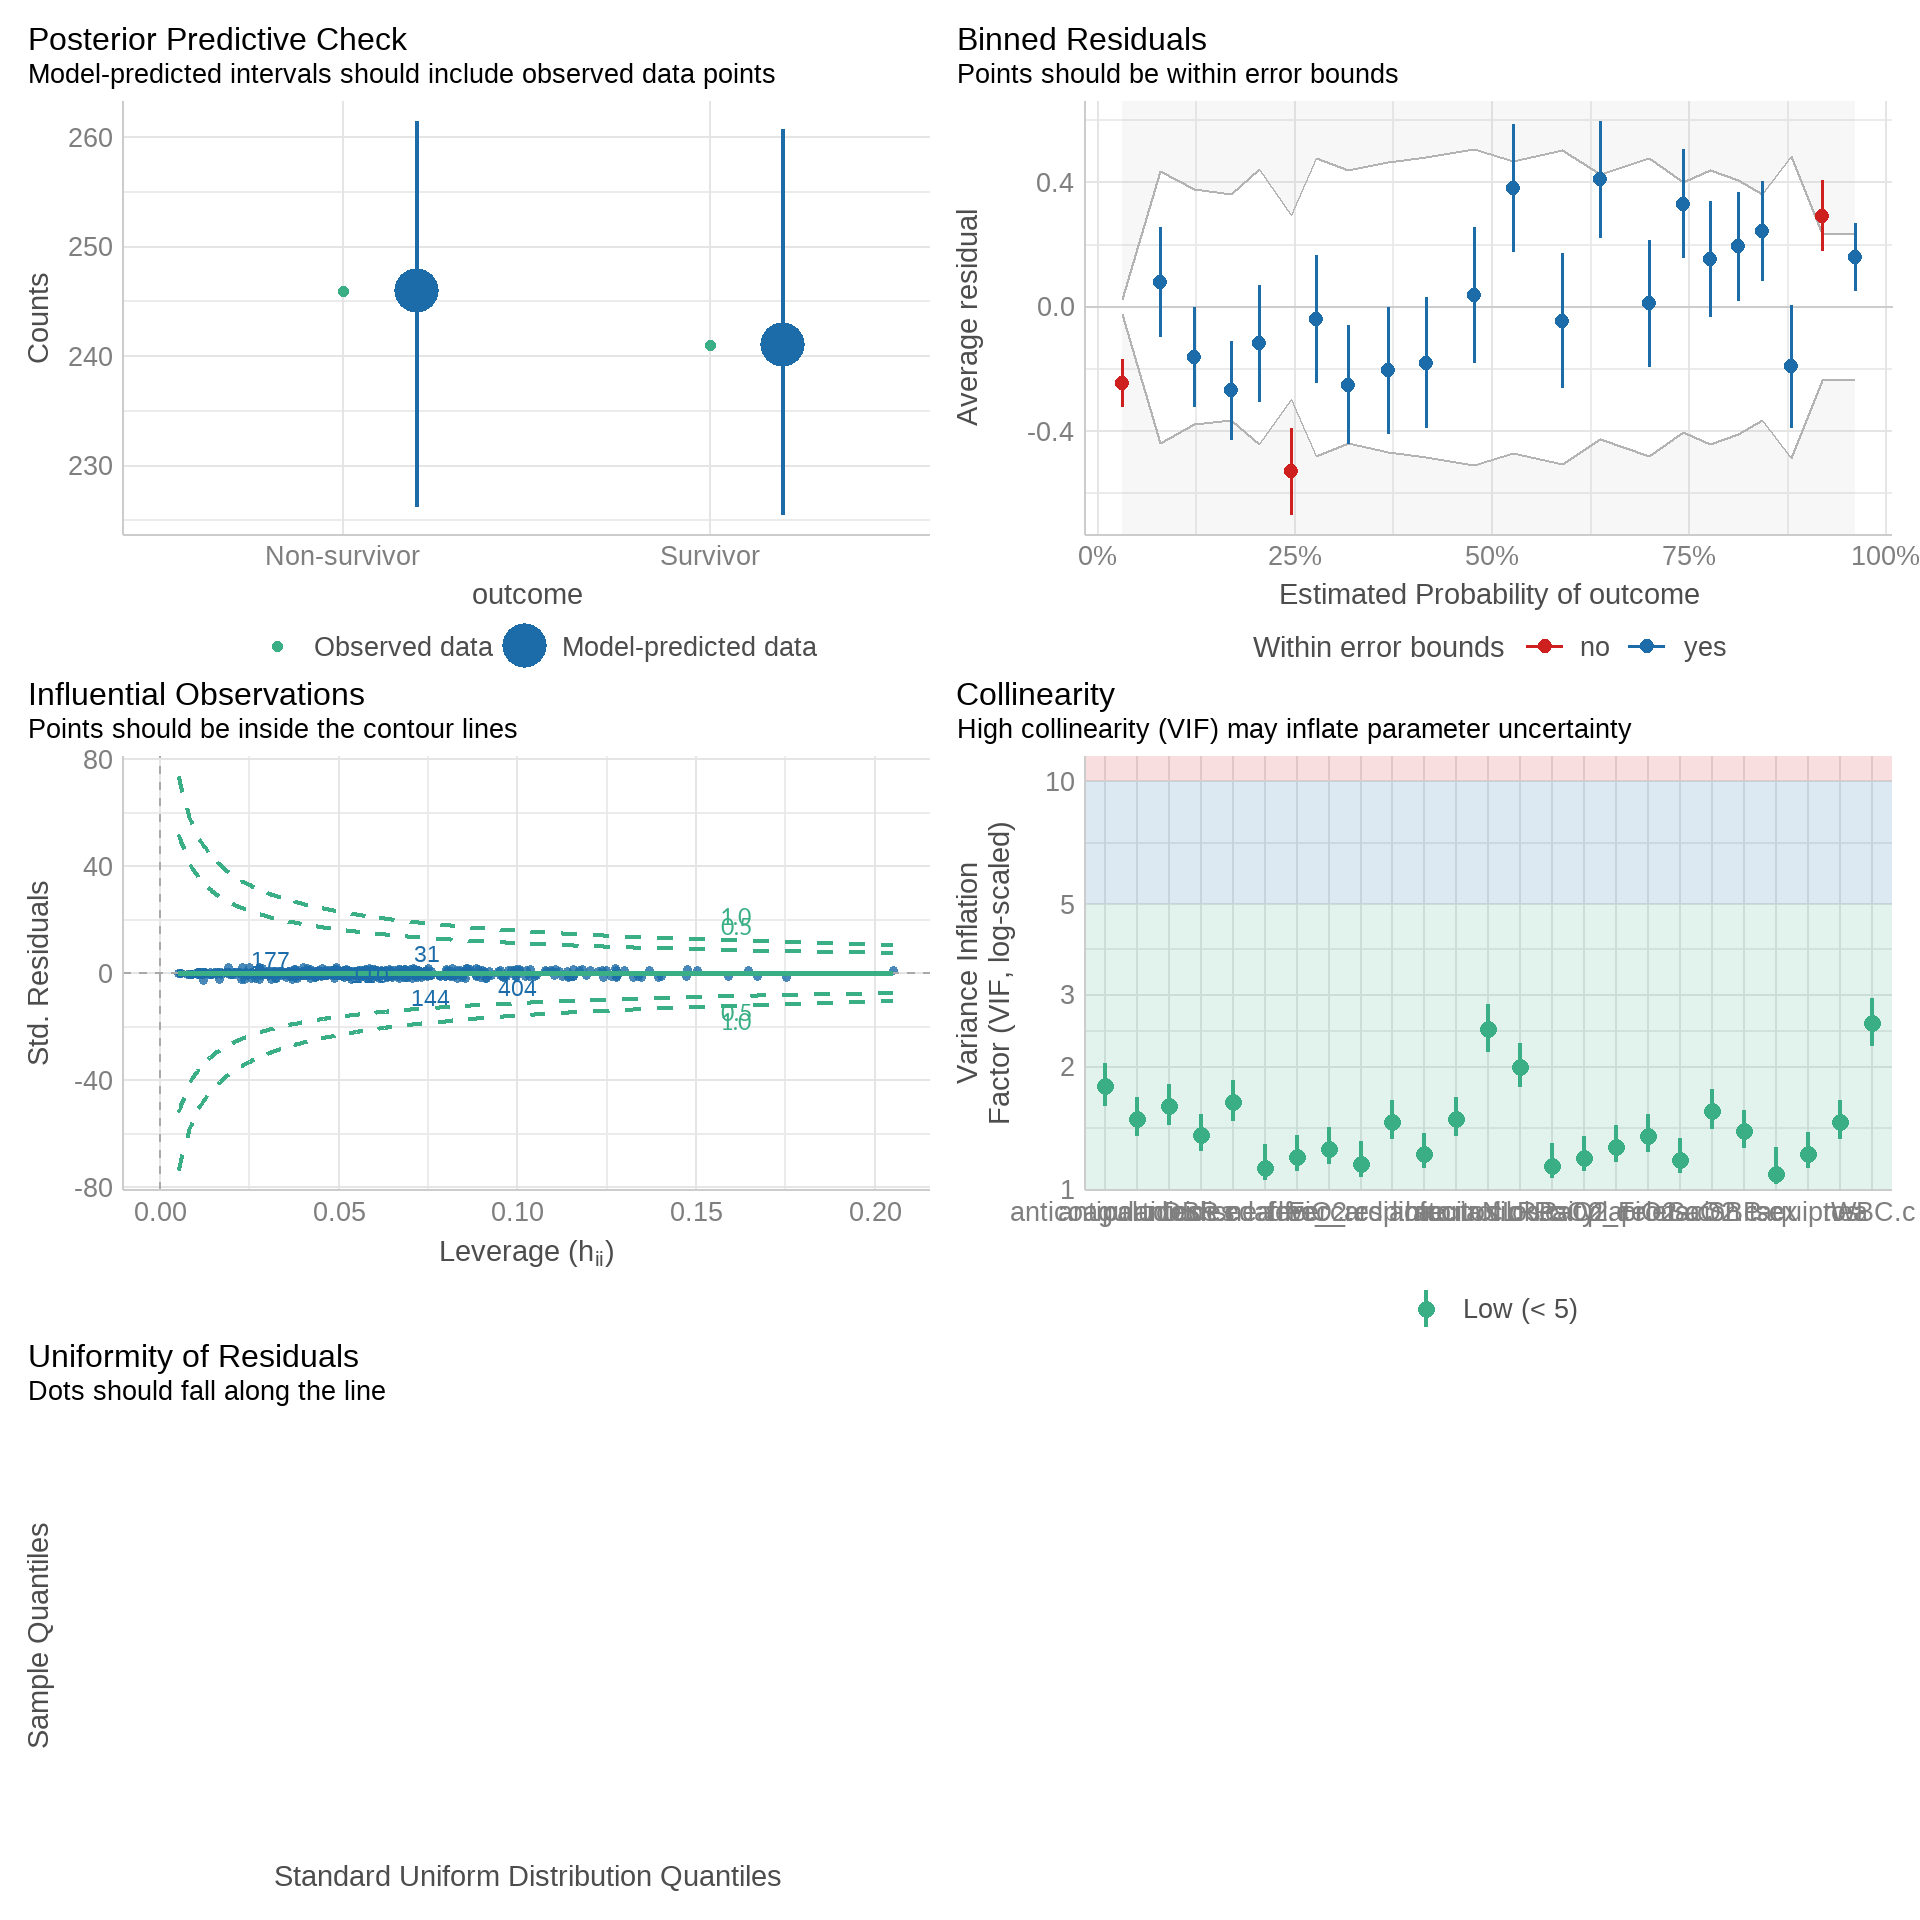 Posterior Predictive Check
Model-predicted intervals should include observed data points
260
250
240
230
Counts
Non-survivor Survivor
outcome
Observed data Model-predicted data
Binned Residuals
Points should be within error bounds
0.4
0.0
-0.4
Average residual
0% 25% 50% 75% 100%
Estimated Probability of outcome
Within error bounds no yes
Influential Observations
Points should be inside the contour lines
80
40
0
-40
-80
Std. Residuals
1.0
0.5
177
31
404
144
0.5
1.0
0.00 0.05 0.10 0.15 0.20
Leverage (hii)
Collinearity
High collinearity (VIF) may inflate parameter uncertainty
10
5
3
2
1
Variance Inflation
Factor (VIF, log-scaled)
WBC.c
Low (< 5)
Uniformity of Residuals
Dots should fall along the line
Sample Quantiles
Standard Uniform Distribution Quantiles